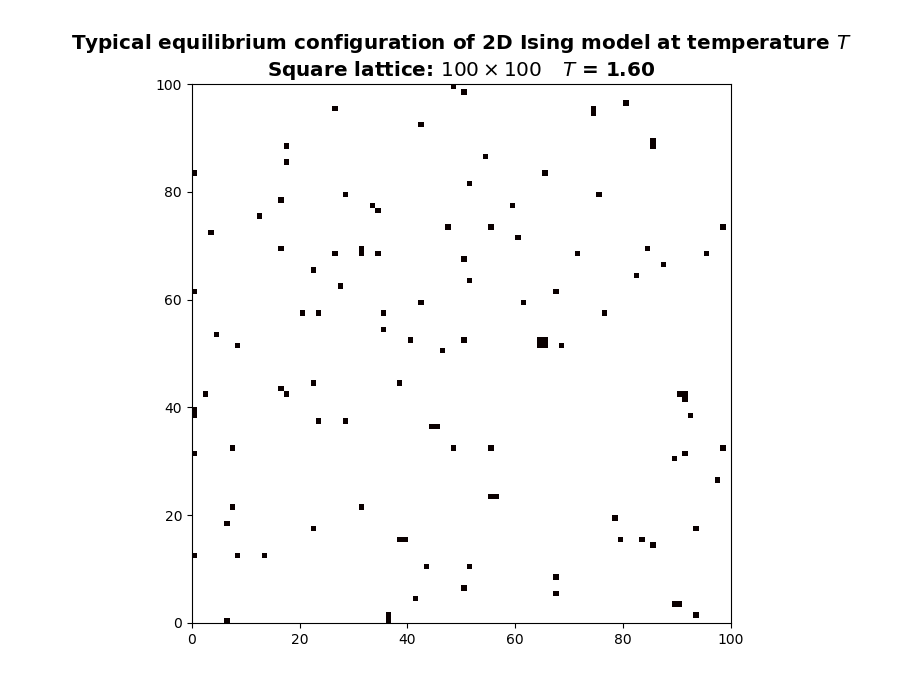 Typical equilibrium configuration of 2D Ising model at temperature T
Square lattice: 100 × 100 T = 1.60
100
80
60
40
20
0
0 20 40 60 80 100